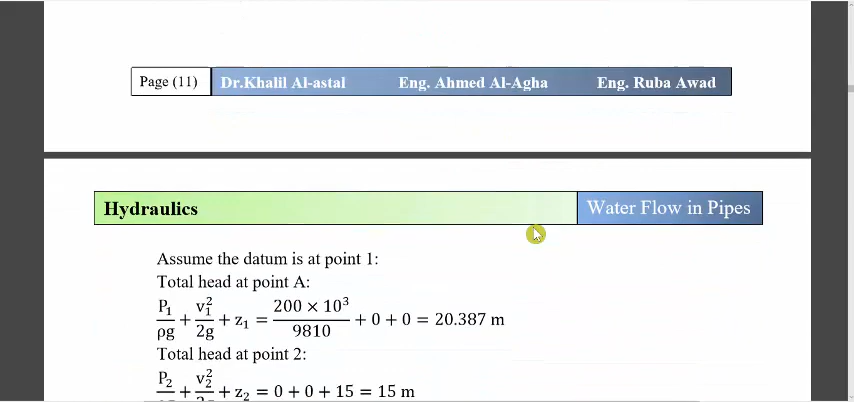 Page (11) Dr.Khalil Al-astal Eng. Ahmed Al-Agha Eng. Ruba Awad
Hydraulics Water Flow in Pipes
Assume the datum is at point 1:
Total head at point A:
P₁/ρg + v₁²/2g + z₁ = 200 × 10³/9810 + 0 + 0 = 20.387 m
Total head at point 2:
P₂/ρg + v₂²/2g + z₂ = 0 + 0 + 15 = 15 m